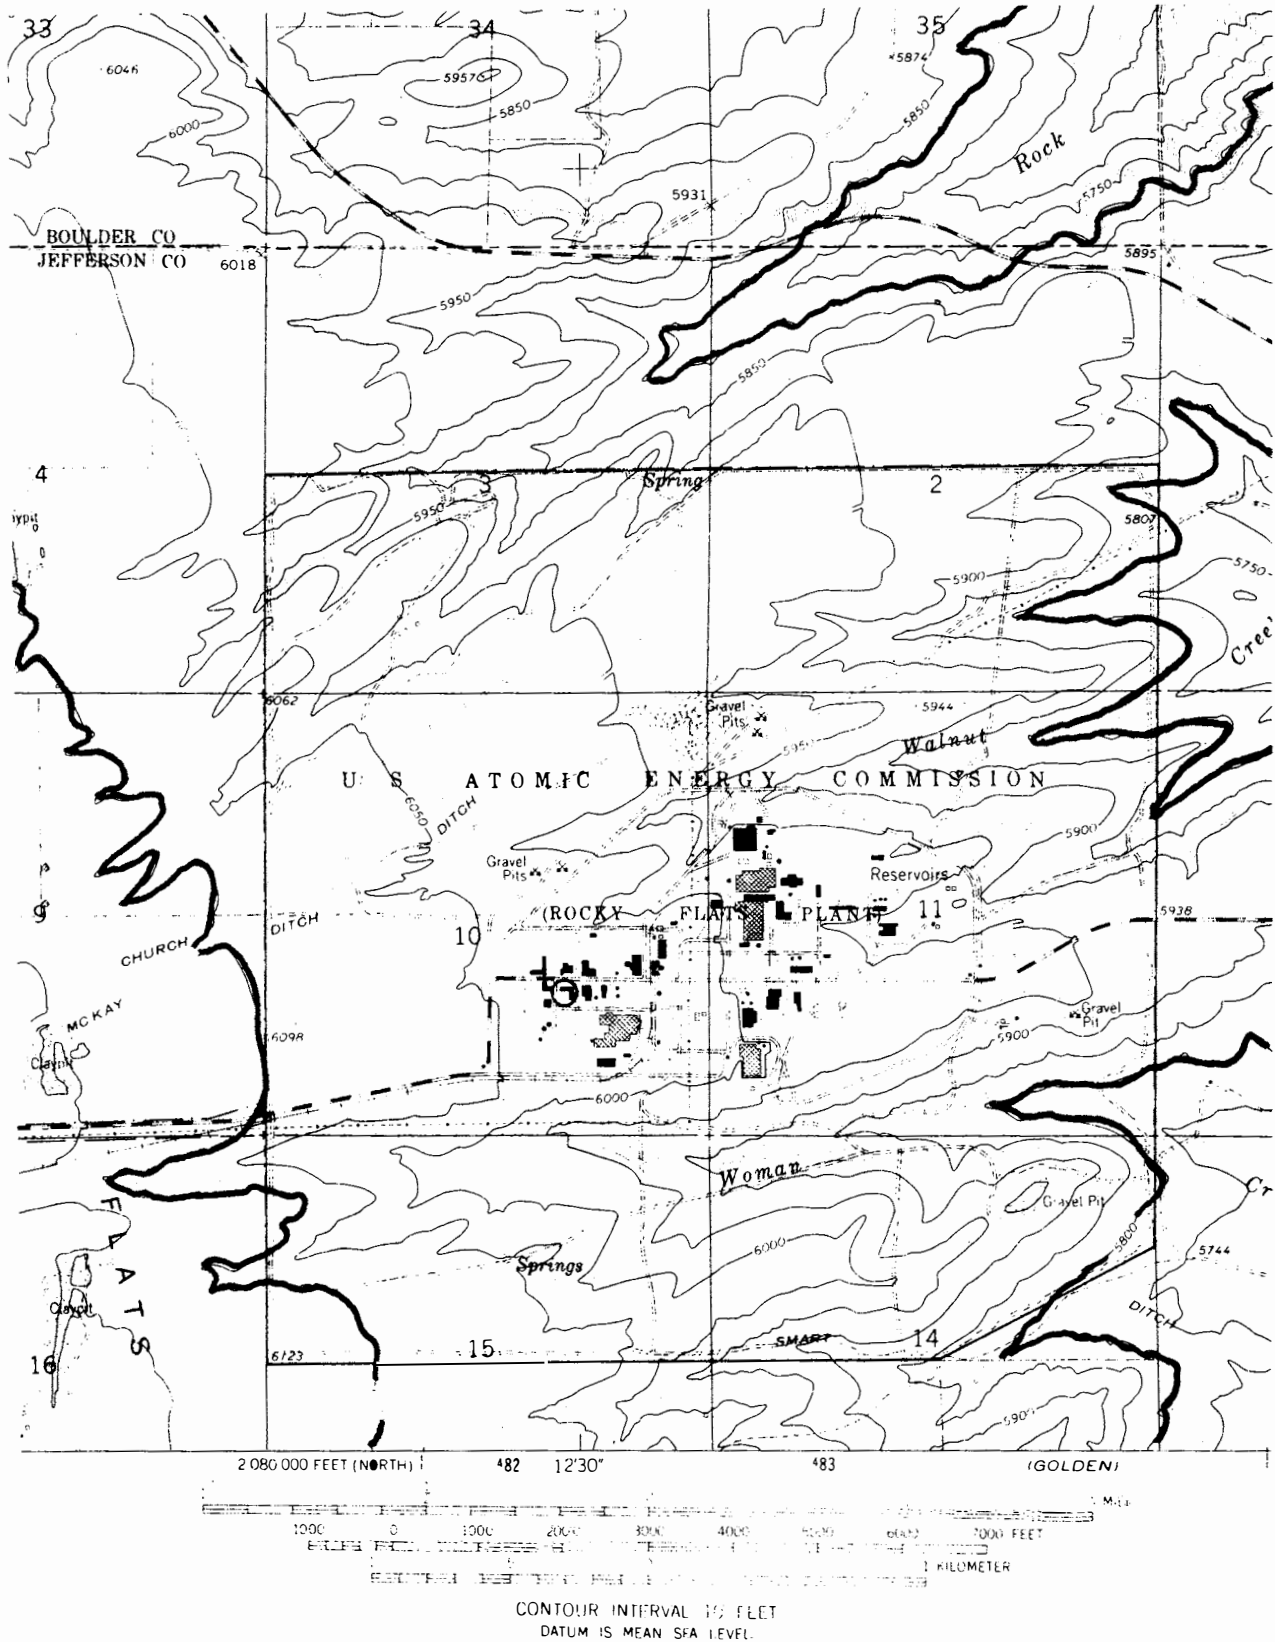 33
34
35
6046
5957
×5874
5850
6000
5850
Rock
5931
5750
BOULDER CO
JEFFERSON CO
6018
5895
5950
5850
4
3
Spring
2
5950
5807
5900
5750
6062
Gravel
Pits
5944
5950
Walnut
U S ATOMIC ENERGY COMMISSION
6050
DITCH
5900
Gravel
Pits
Reservoirs
9
(ROCKY FLATS PLANT)
11
5938
DITCH
10
CHURCH
MCKAY
6098
Gravel
Pit
5900
6000
Woman
Gravel Pit
FLATS
6000
5800
5744
Springs
DITCH
SMART
16
6123
15
14
5900
2 080 000 FEET (NORTH)
482
12'30"
483
(GOLDEN)
1000 0 1000 2000 3000 4000 5000 6000 7000 FEET
1 KILOMETER
CONTOUR INTERVAL 10 FEET
DATUM IS MEAN SEA LEVEL